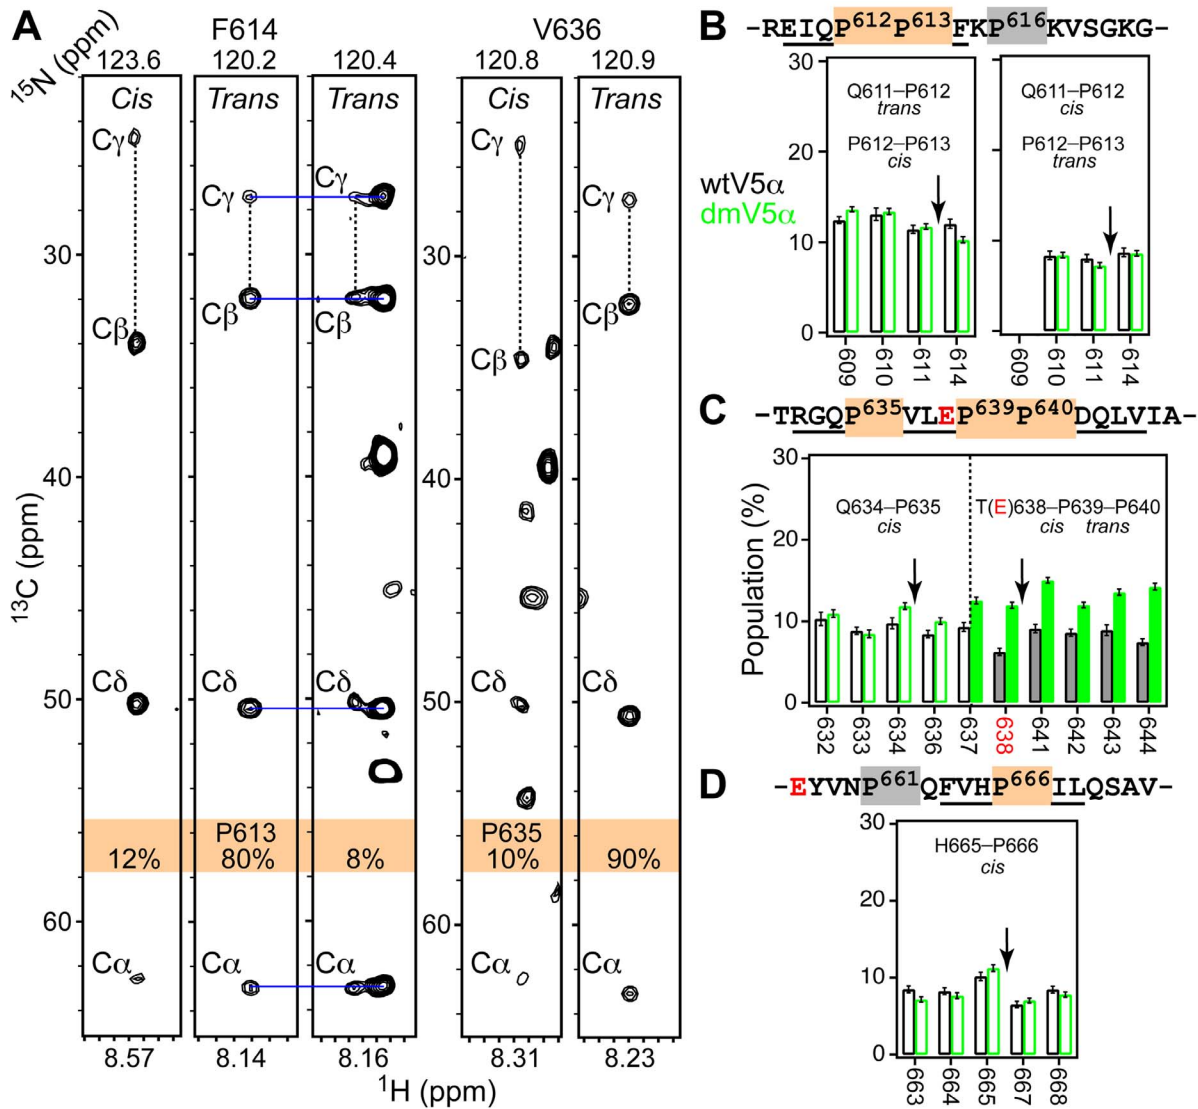 A
F614
V636
¹⁵N (ppm)
123.6
120.2
120.4
120.8
120.9
Cis
Trans
Trans
Cis
Trans
Cγ
Cγ
Cγ
Cγ
Cγ
30
30
Cβ
Cβ
Cβ
Cβ
Cβ
¹³C (ppm)
40
40
Cδ
Cδ
Cδ
Cδ
Cδ
50
50
P613
P635
12%
80%
8%
10%
90%
60
60
Cα
Cα
Cα
Cα
Cα
8.57
8.14
8.16
8.31
8.23
¹H (ppm)
B
-REIQP⁶¹²P⁶¹³FKP⁶¹⁶KVSGKG-
30
20
10
0
Q611–P612
trans
P612–P613
cis
Q611–P612
cis
P612–P613
trans
wtV5α
dmV5α
609
610
611
614
609
610
611
614
C
-TRGQP⁶³⁵VLEP⁶³⁹P⁶⁴⁰DQLVIA-
Population (%)
30
20
10
0
Q634–P635
cis
T(E)638–P639–P640
cis trans
632
633
634
636
637
638
641
642
643
644
D
-EYVNP⁶⁶¹QFVHP⁶⁶⁶ILQSAV-
30
20
10
0
H665–P666
cis
663
664
665
667
668